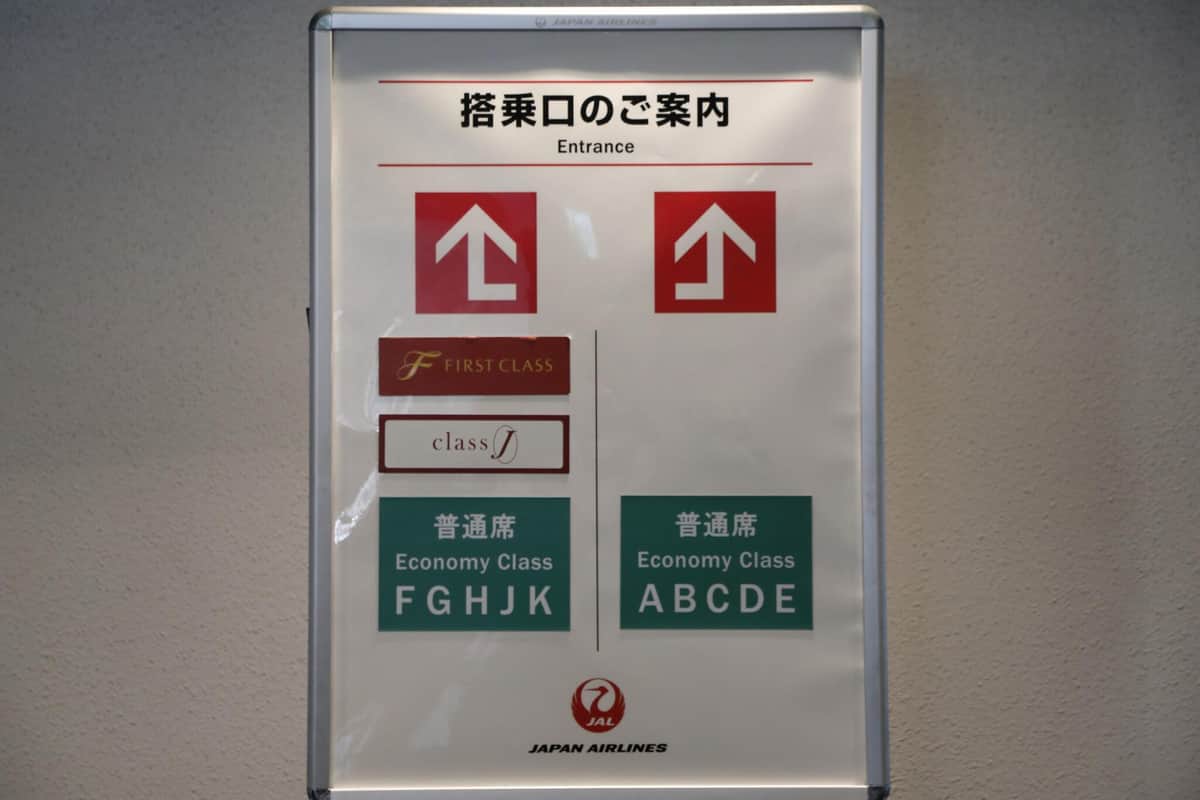 JAPAN AIRLINES
搭乗口のご案内
Entrance
F FIRST CLASS
class J
普通席
Economy Class
FGHJK
普通席
Economy Class
ABCDE
JAL
JAPAN AIRLINES